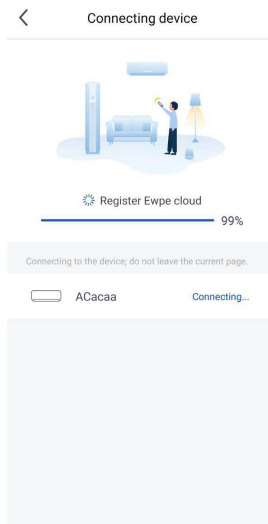 Connecting device
Register Ewpe cloud
99%
Connecting to the device; do not leave the current page.
ACacaa
Connecting...